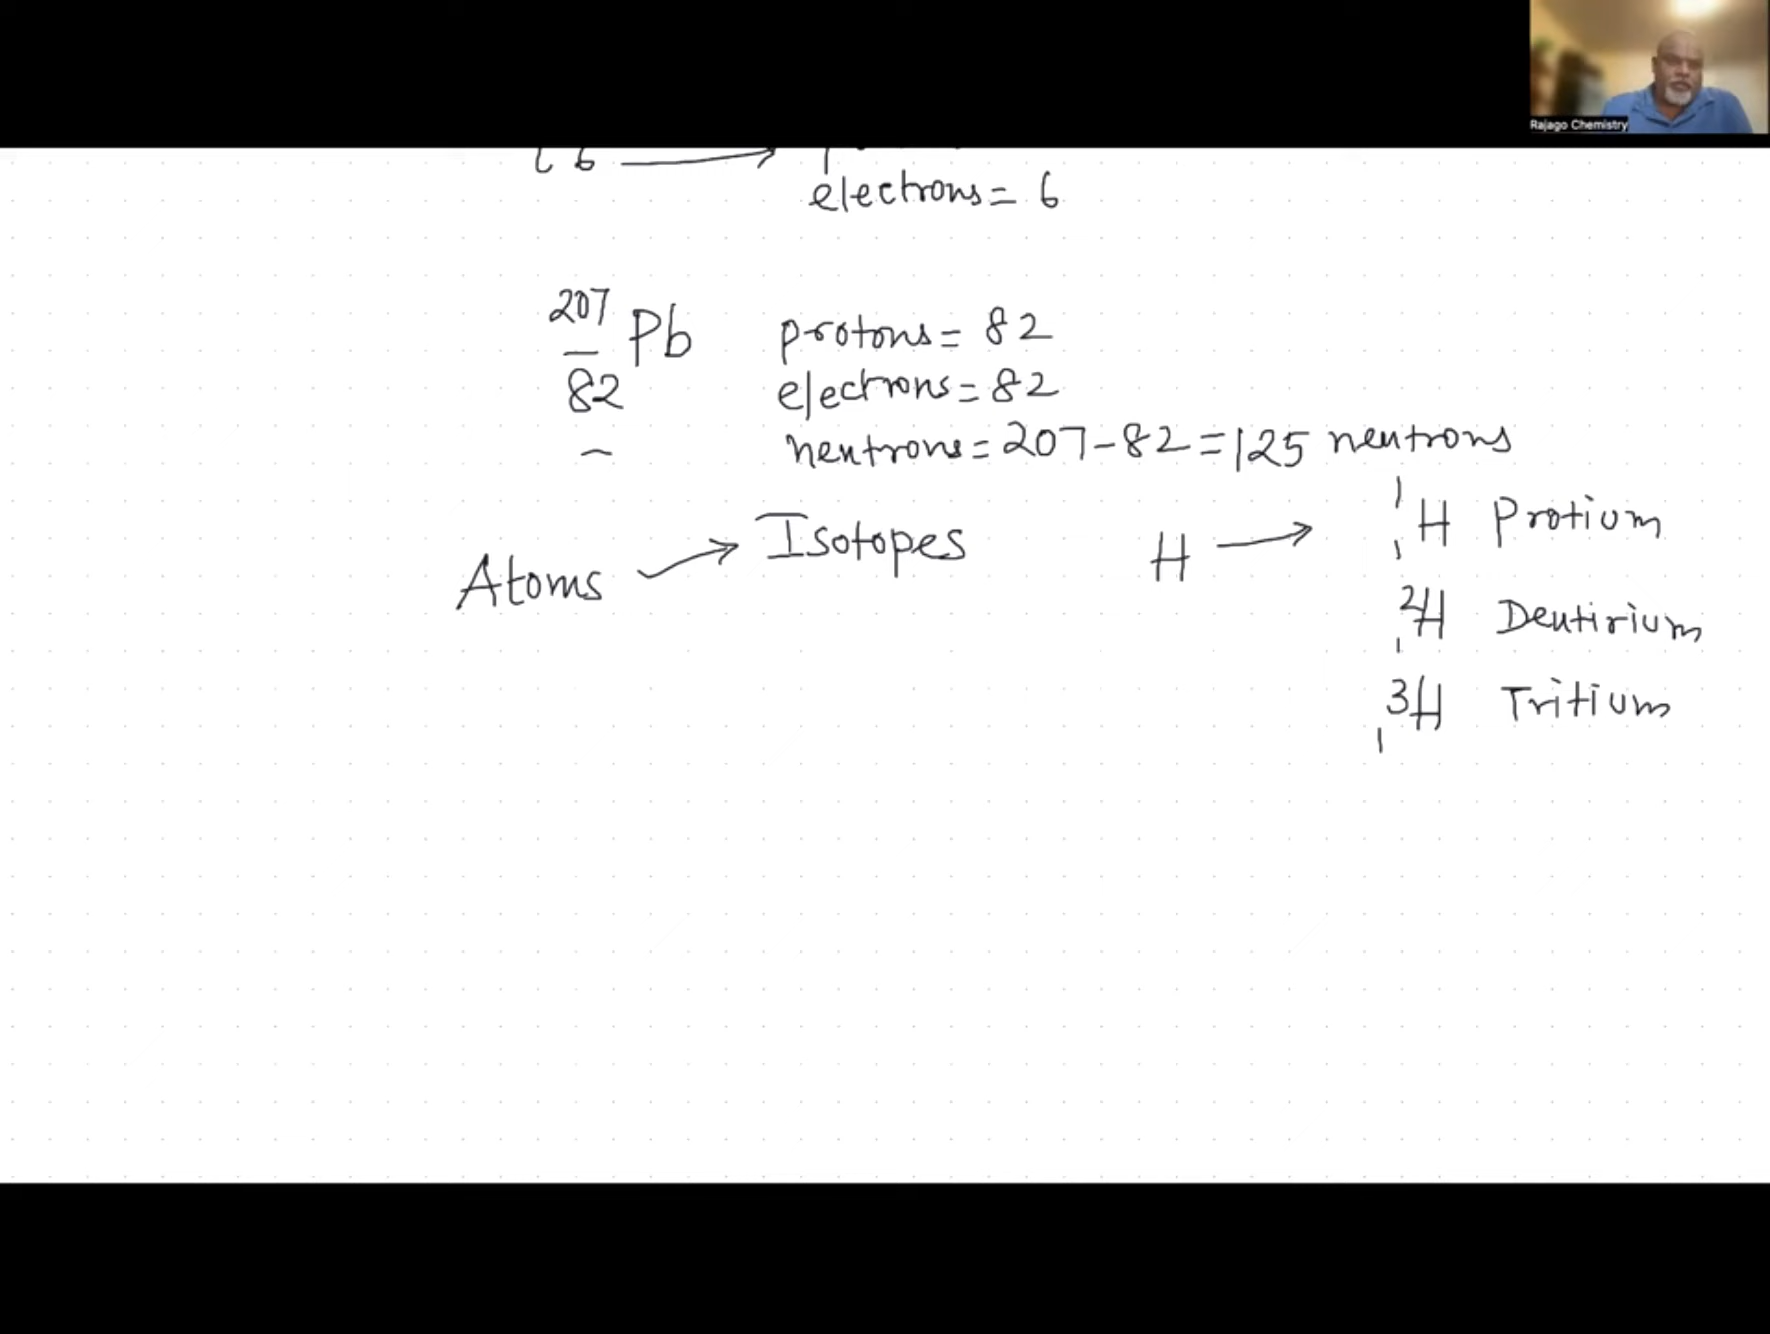 Rajago Chemistry
electrons = 6
207
Pb protons = 82
82 electrons = 82
neutrons = 207 - 82 = 125 neutrons
Atoms → Isotopes H → 1 1 H Protium
2 1 H Deutirium
3 1 H Tritium